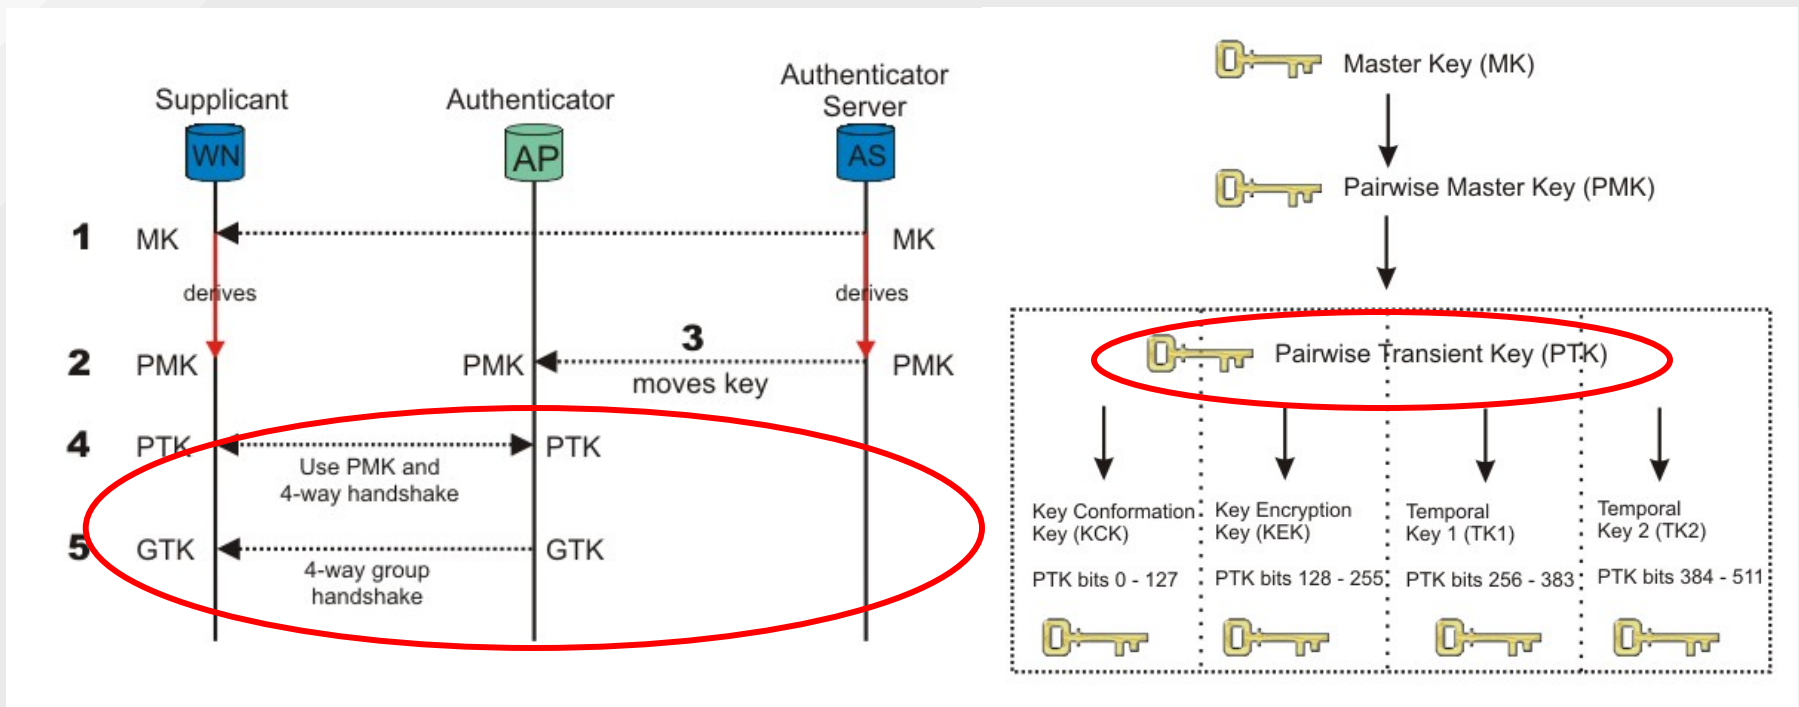 Supplicant
Authenticator
Authenticator
Server
WN
AP
AS
1
MK
MK
derives
derives
3
2
PMK
PMK
PMK
moves key
4
PTK
PTK
Use PMK and
4-way handshake
5
GTK
GTK
4-way group
handshake
Master Key (MK)
Pairwise Master Key (PMK)
Pairwise Transient Key (PTK)
Key Conformation
Key (KCK)
PTK bits 0 - 127
Key Encryption
Key (KEK)
PTK bits 128 - 255
Temporal
Key 1 (TK1)
PTK bits 256 - 383
Temporal
Key 2 (TK2)
PTK bits 384 - 511